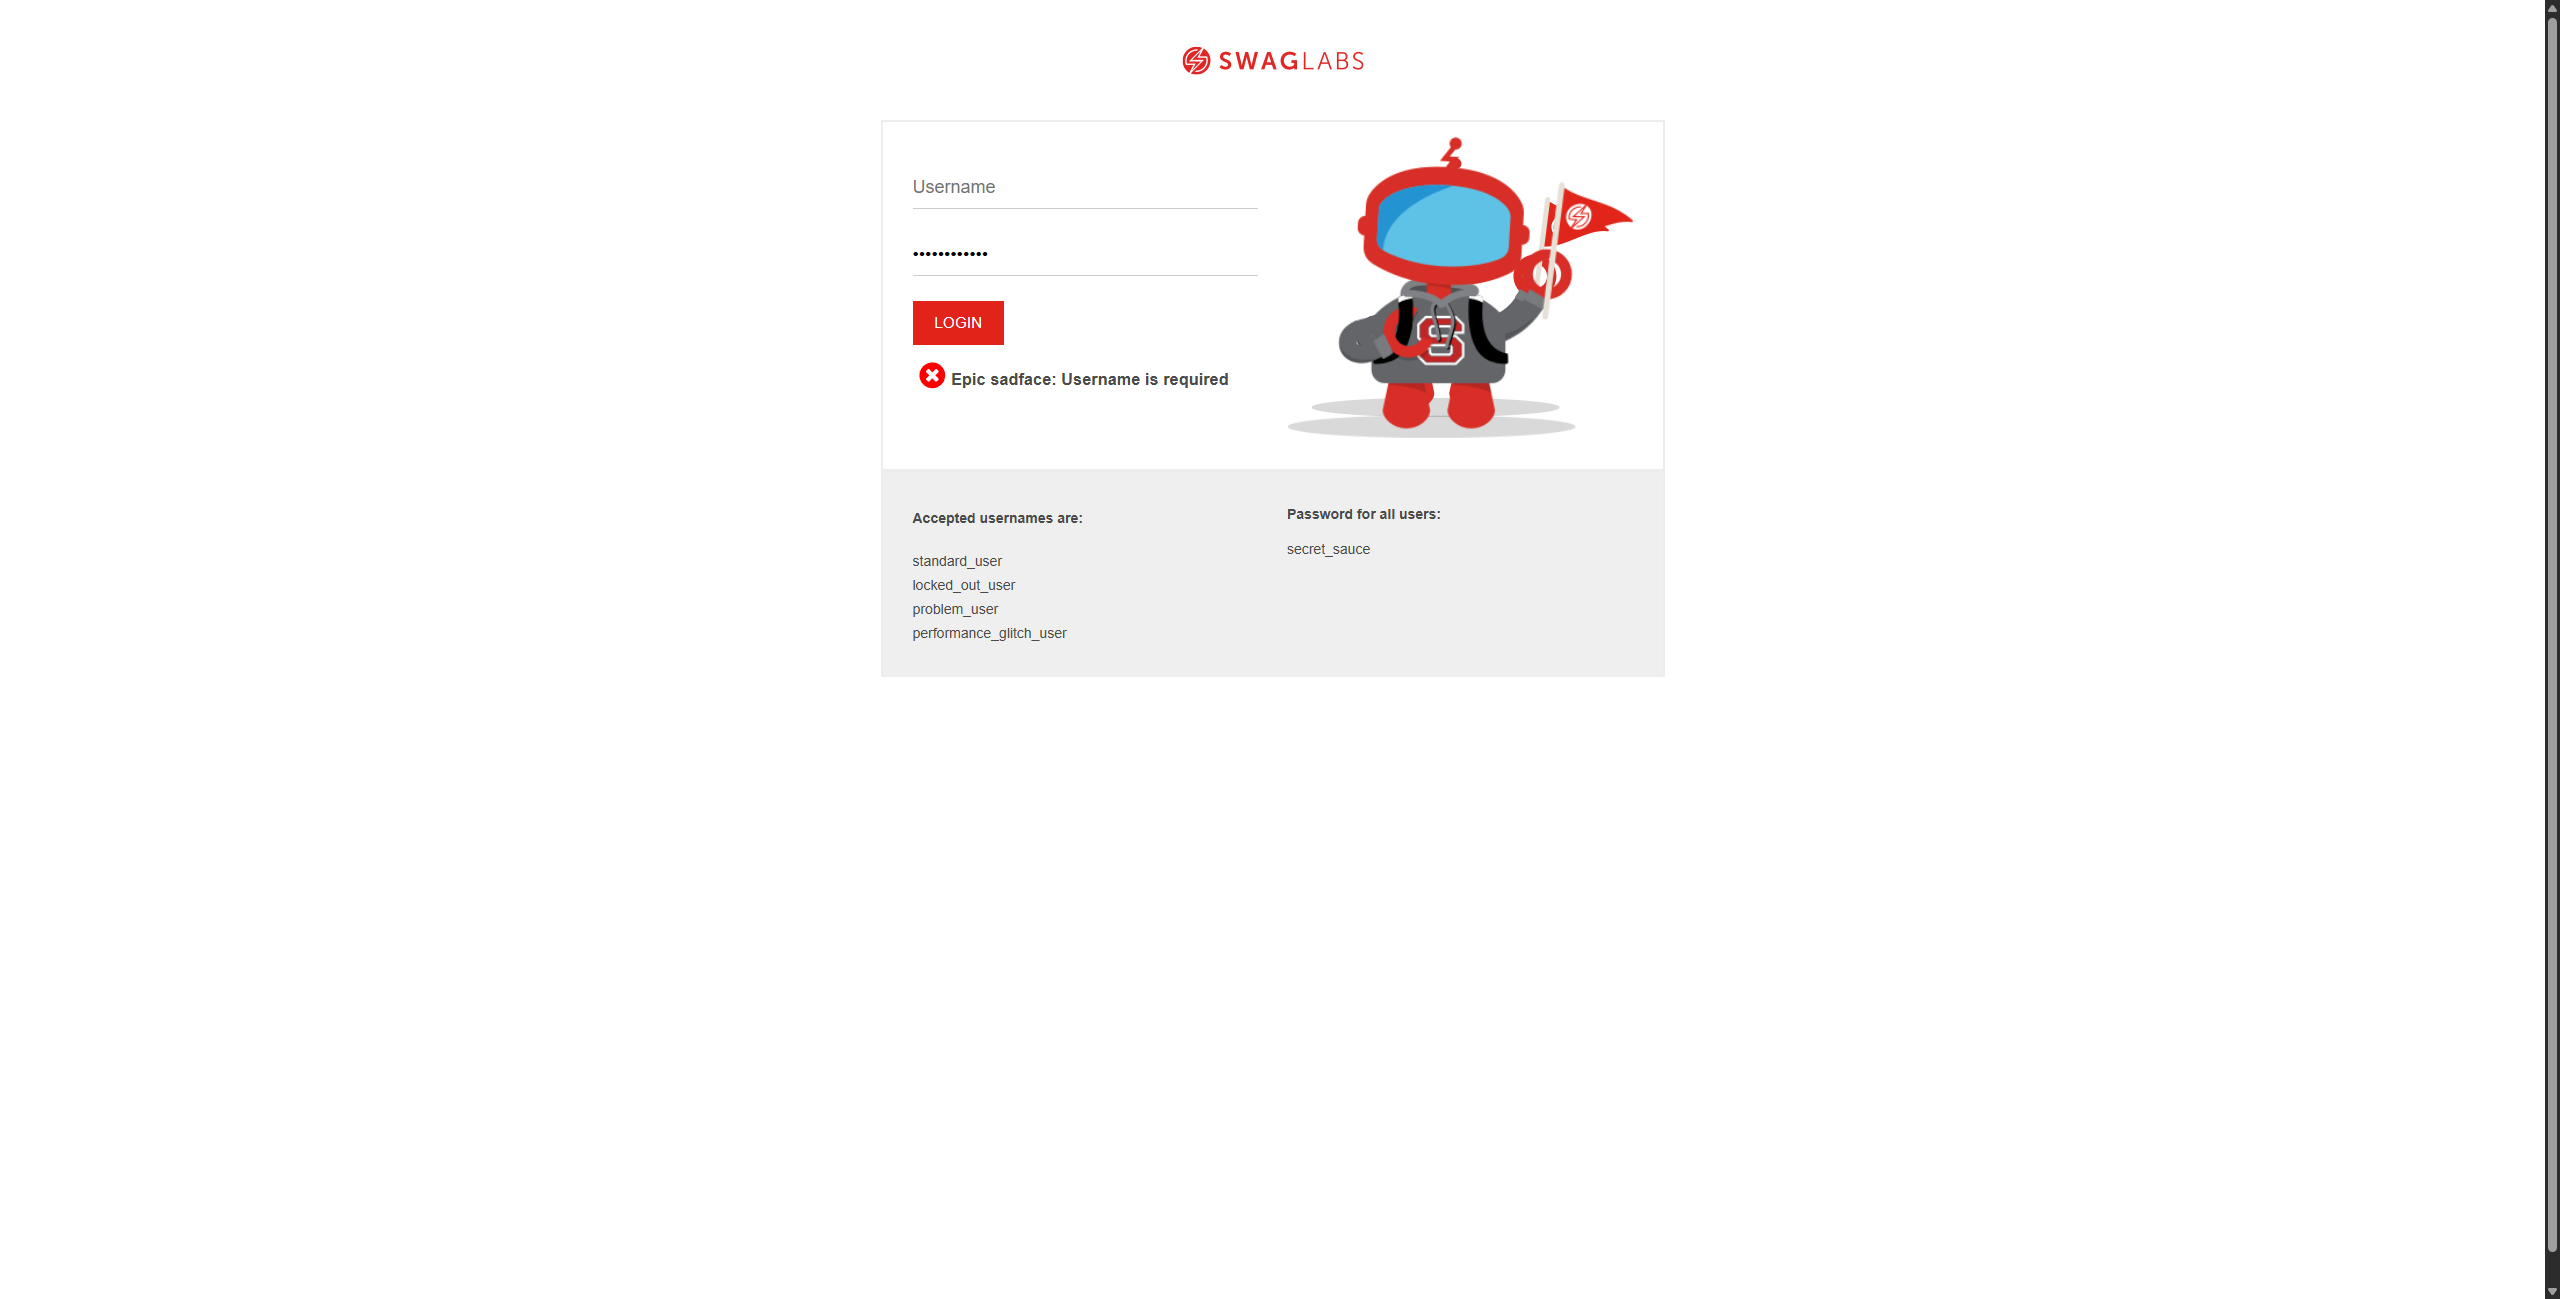 SWAGLABS
Username
••••••••••••
LOGIN
Epic sadface: Username is required
S
Accepted usernames are:
standard_user
locked_out_user
problem_user
performance_glitch_user
Password for all users:
secret_sauce